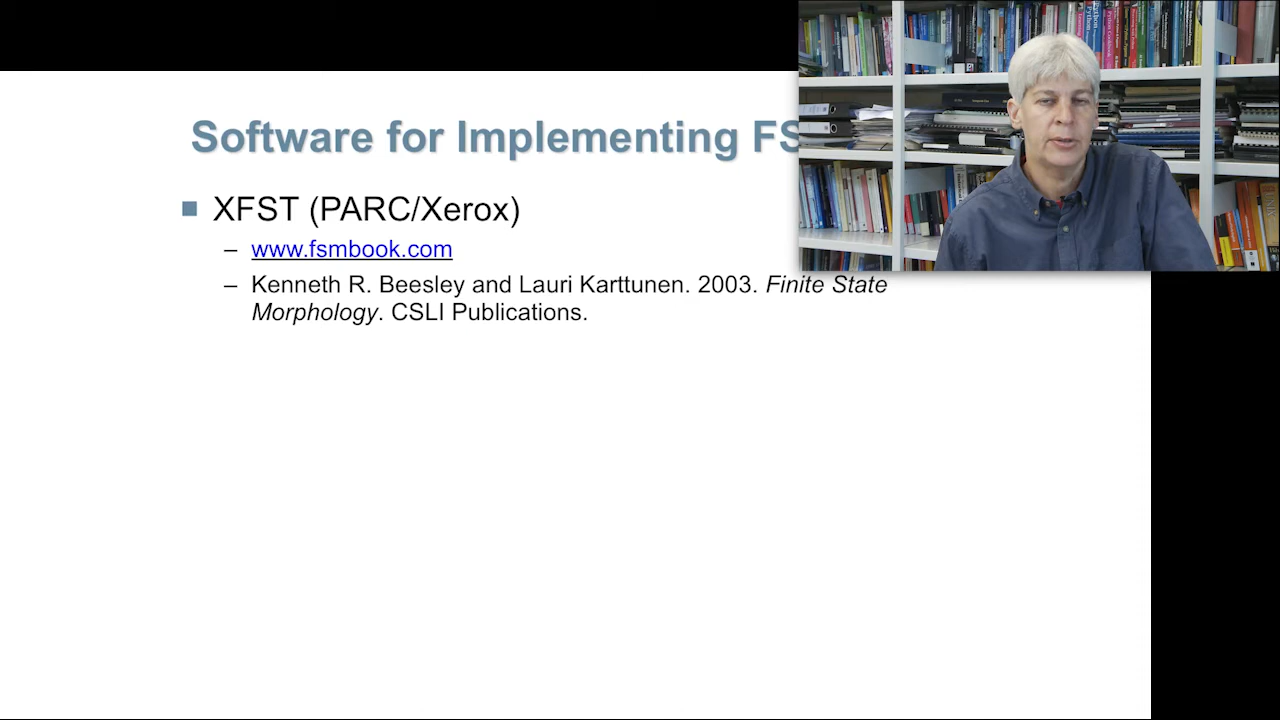 Software for Implementing FS
XFST (PARC/Xerox)
– www.fsmbook.com
– Kenneth R. Beesley and Lauri Karttunen. 2003. Finite State
Morphology. CSLI Publications.